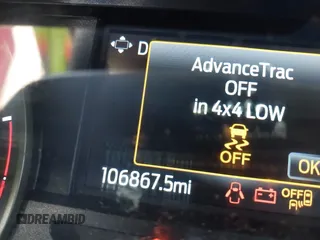 D
AdvanceTrac
OFF
in 4x4 LOW
OFF
OK
106867.5mi
OFF
DREAMBID